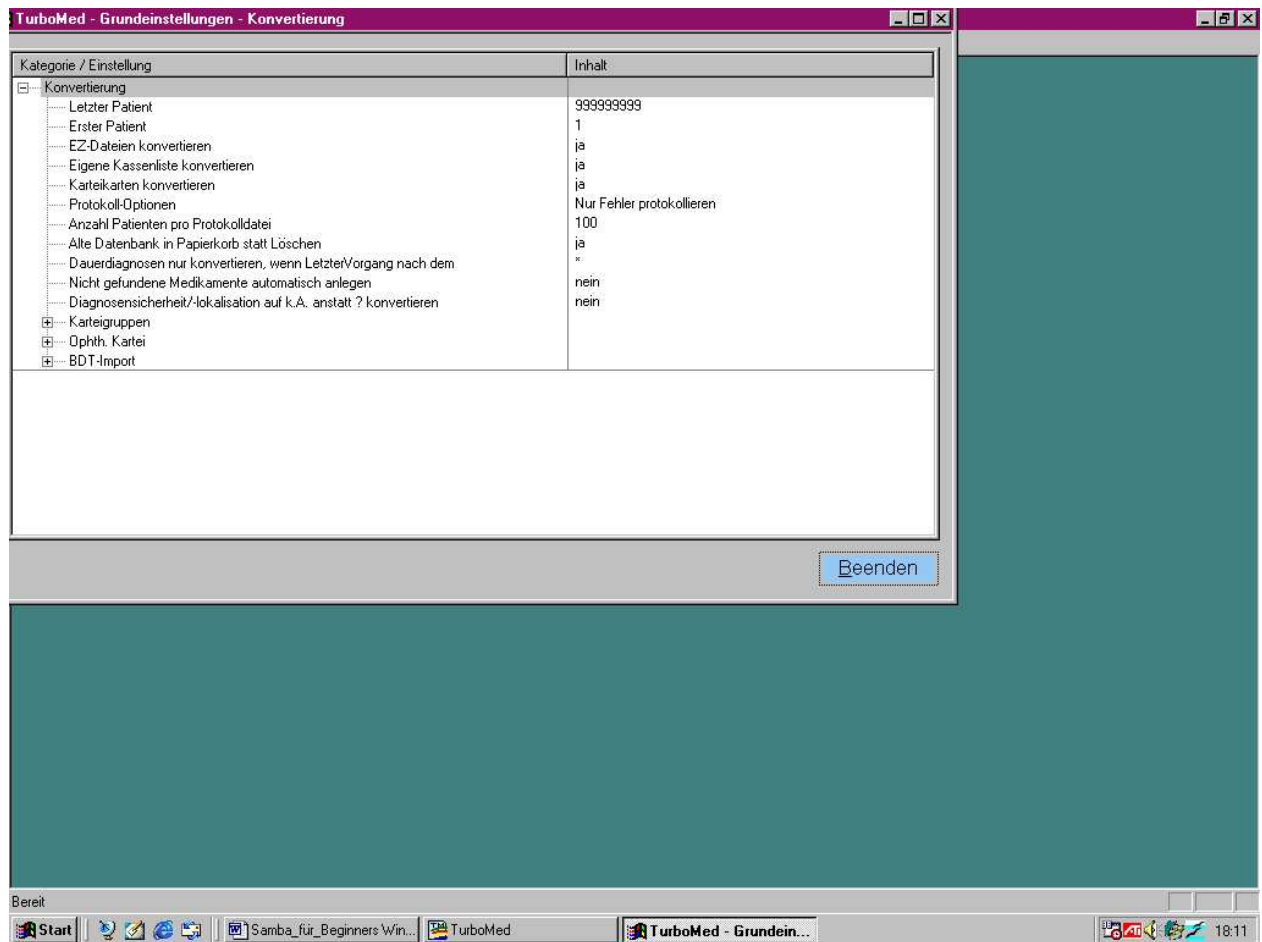 TurboMed - Grundeinstellungen - Konvertierung
Kategorie / Einstellung Inhalt
Konvertierung
Letzter Patient 999999999
Erster Patient 1
EZ-Dateien konvertieren ja
Eigene Kassenliste konvertieren ja
Karteikarten konvertieren ja
Protokoll-Optionen Nur Fehler protokollieren
Anzahl Patienten pro Protokolldatei 100
Alte Datenbank in Papierkorb statt Löschen ja
Dauerdiagnosen nur konvertieren, wenn LetzterVorgang nach dem *
Nicht gefundene Medikamente automatisch anlegen nein
Diagnosensicherheit/-lokalisation auf k.A. anstatt ? konvertieren nein
Karteigruppen
Ophth. Kartei
BDT-Import
Beenden
Bereit
Start Samba_für_Beginners Win... TurboMed TurboMed - Grundein... 18:11